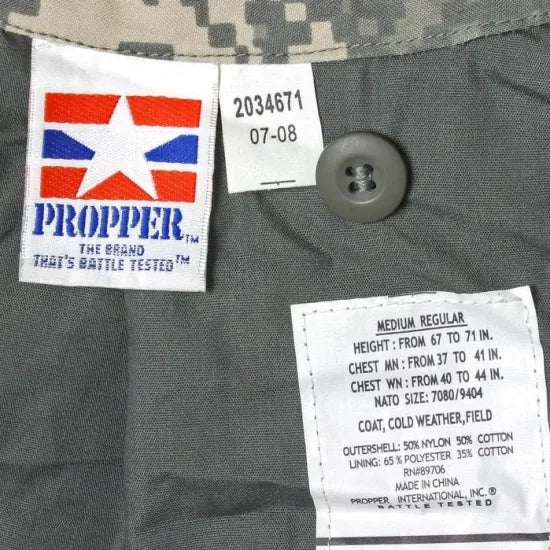 PROPPER™
THE BRAND
THAT'S BATTLE TESTED™
2034671
07-08
MEDIUM REGULAR
HEIGHT: FROM 67 TO 71 IN.
CHEST MN: FROM 37 TO 41 IN.
CHEST WN: FROM 40 TO 44 IN.
NATO SIZE: 7080/9404
COAT, COLD WEATHER, FIELD
OUTERSHELL: 50% NYLON 50% COTTON
LINING: 65 % POLYESTER 35% COTTON
RN#89706
MADE IN CHINA
PROPPER INTERNATIONAL, INC.®
BATTLE TESTED